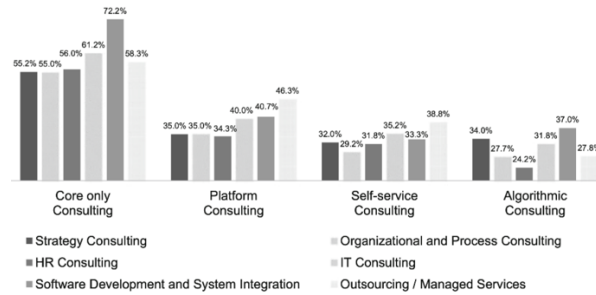 72.2%
61.2%
58.3%
55.2%
55.0%
56.0%
46.3%
40.0%
40.7%
35.0%
35.0%
34.3%
38.8%
35.2%
33.3%
32.0%
31.8%
29.2%
37.0%
34.0%
31.8%
27.7%
27.8%
24.2%
Core only
Consulting
Platform
Consulting
Self-service
Consulting
Algorithmic
Consulting
Strategy Consulting
Organizational and Process Consulting
HR Consulting
IT Consulting
Software Development and System Integration
Outsourcing / Managed Services